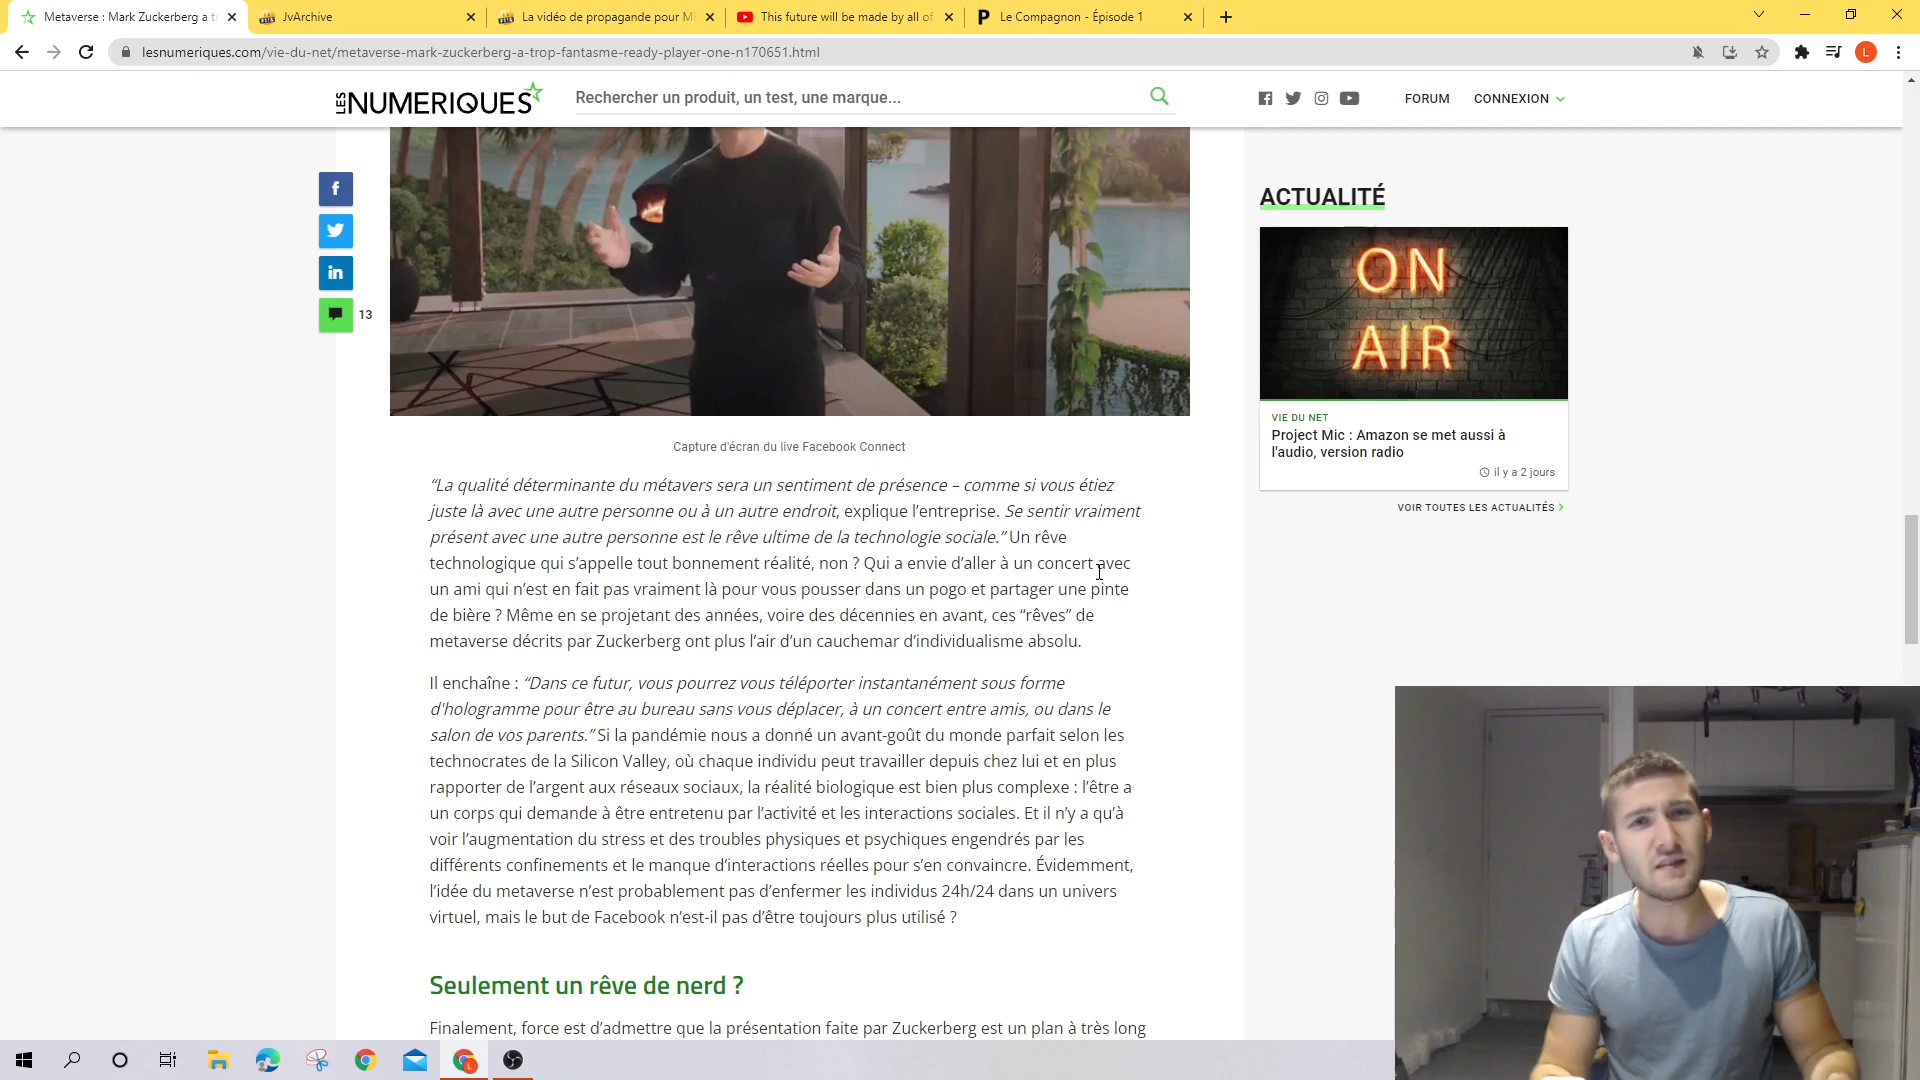 Metaverse : Mark Zuckerberg a tr
JvArchive
La vidéo de propagande pour ME
This future will be made by all of
Le Compagnon - Épisode 1
lesnumeriques.com/vie-du-net/metaverse-mark-zuckerberg-a-trop-fantasme-ready-player-one-n170651.html
L
LES NUMERIQUES
Rechercher un produit, un test, une marque...
FORUM
CONNEXION
13
ACTUALITÉ
ON
AIR
VIE DU NET
Project Mic : Amazon se met aussi à
l'audio, version radio
il y a 2 jours
VOIR TOUTES LES ACTUALITÉS
Capture d'écran du live Facebook Connect
“La qualité déterminante du métavers sera un sentiment de présence – comme si vous étiez
juste là avec une autre personne ou à un autre endroit, explique l’entreprise. Se sentir vraiment
présent avec une autre personne est le rêve ultime de la technologie sociale.” Un rêve
technologique qui s’appelle tout bonnement réalité, non ? Qui a envie d’aller à un concert avec
un ami qui n’est en fait pas vraiment là pour vous pousser dans un pogo et partager une pinte
de bière ? Même en se projetant des années, voire des décennies en avant, ces “rêves” de
metaverse décrits par Zuckerberg ont plus l’air d’un cauchemar d’individualisme absolu.
Il enchaîne : “Dans ce futur, vous pourrez vous téléporter instantanément sous forme
d'hologramme pour être au bureau sans vous déplacer, à un concert entre amis, ou dans le
salon de vos parents.” Si la pandémie nous a donné un avant-goût du monde parfait selon les
technocrates de la Silicon Valley, où chaque individu peut travailler depuis chez lui et en plus
rapporter de l’argent aux réseaux sociaux, la réalité biologique est bien plus complexe : l’être a
un corps qui demande à être entretenu par l’activité et les interactions sociales. Et il n’y a qu’à
voir l’augmentation du stress et des troubles physiques et psychiques engendrés par les
différents confinements et le manque d’interactions réelles pour s’en convaincre. Évidemment,
l’idée du metaverse n’est probablement pas d’enfermer les individus 24h/24 dans un univers
virtuel, mais le but de Facebook n’est-il pas d’être toujours plus utilisé ?
Seulement un rêve de nerd ?
Finalement, force est d’admettre que la présentation faite par Zuckerberg est un plan à très long